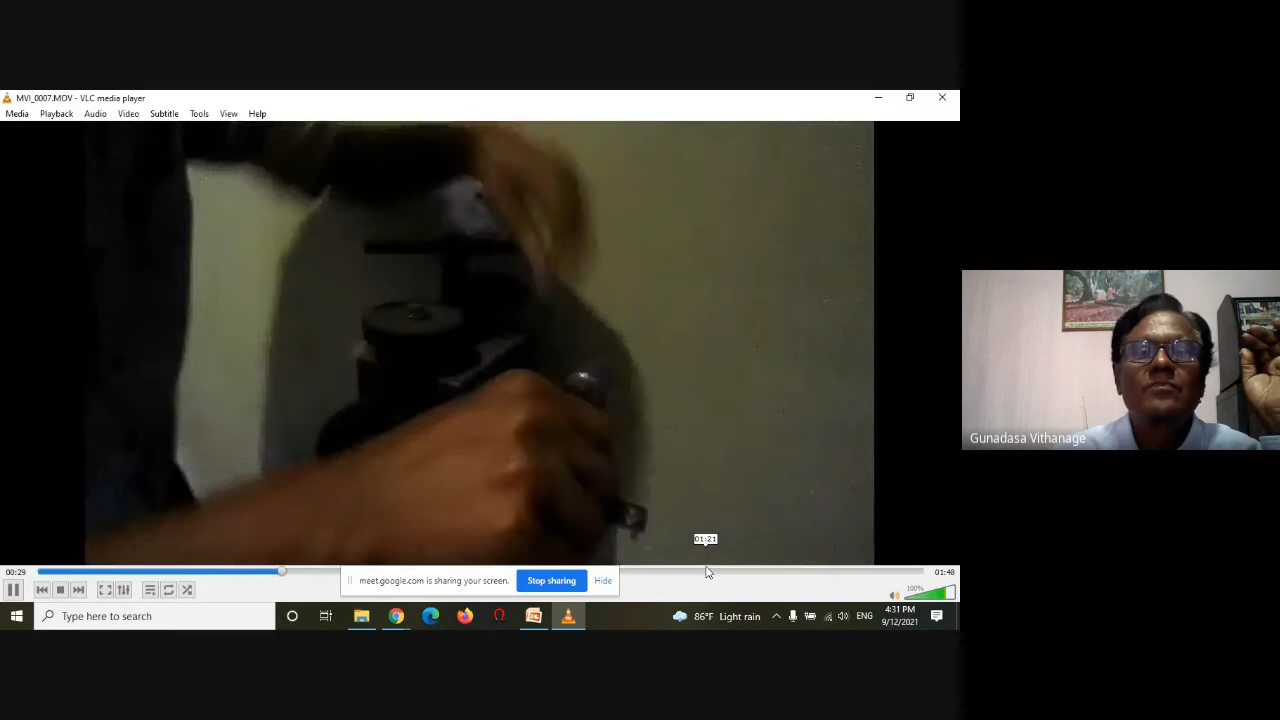 MVI_0007.MOV - VLC media player
Media Playback Audio Video Subtitle Tools View Help
01:21
00:29
01:48
meet.google.com is sharing your screen.
Stop sharing
Hide
100%
Type here to search
86°F Light rain
ENG
4:31 PM
9/12/2021
Gunadasa Vithanage